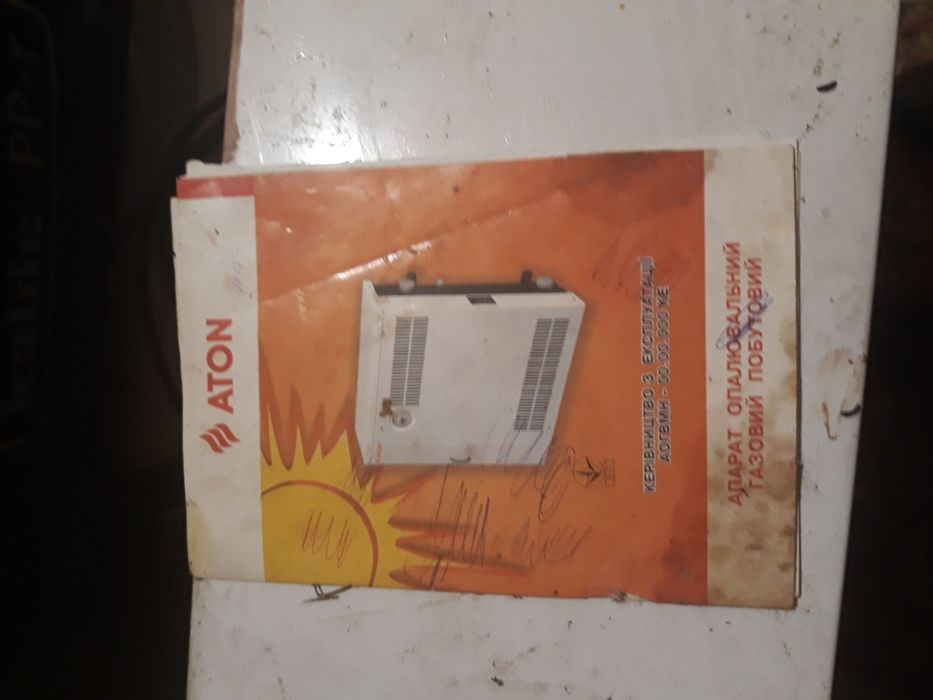 ATON
КЕРІВНИЦТВО З ЕКСПЛУАТАЦІЇ
АОГВМН - 00.00.000 КЕ
АПАРАТ ОПАЛЮВАЛЬНИЙ
ГАЗОВИЙ ПОБУТОВИЙ